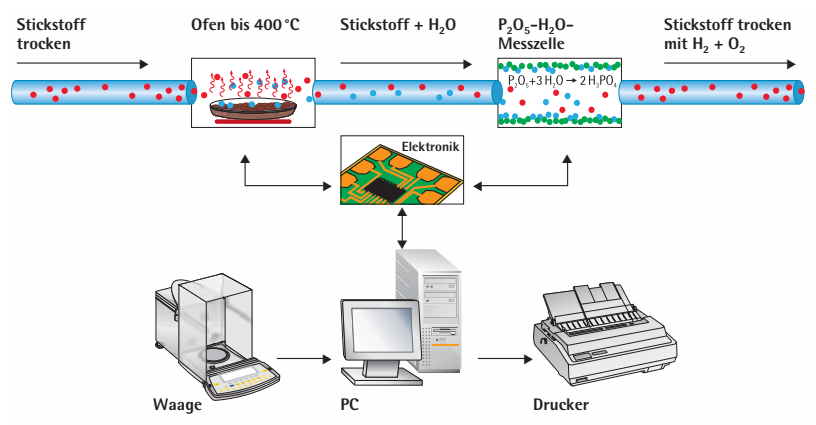 Stickstoff
trocken
Ofen bis 400 °C
Stickstoff + H₂O
P₂O₅-H₂O-
Messzelle
Stickstoff trocken
mit H₂ + O₂
P₂O₅+3 H₂O → 2 H₃PO₄
Elektronik
Waage
PC
Drucker